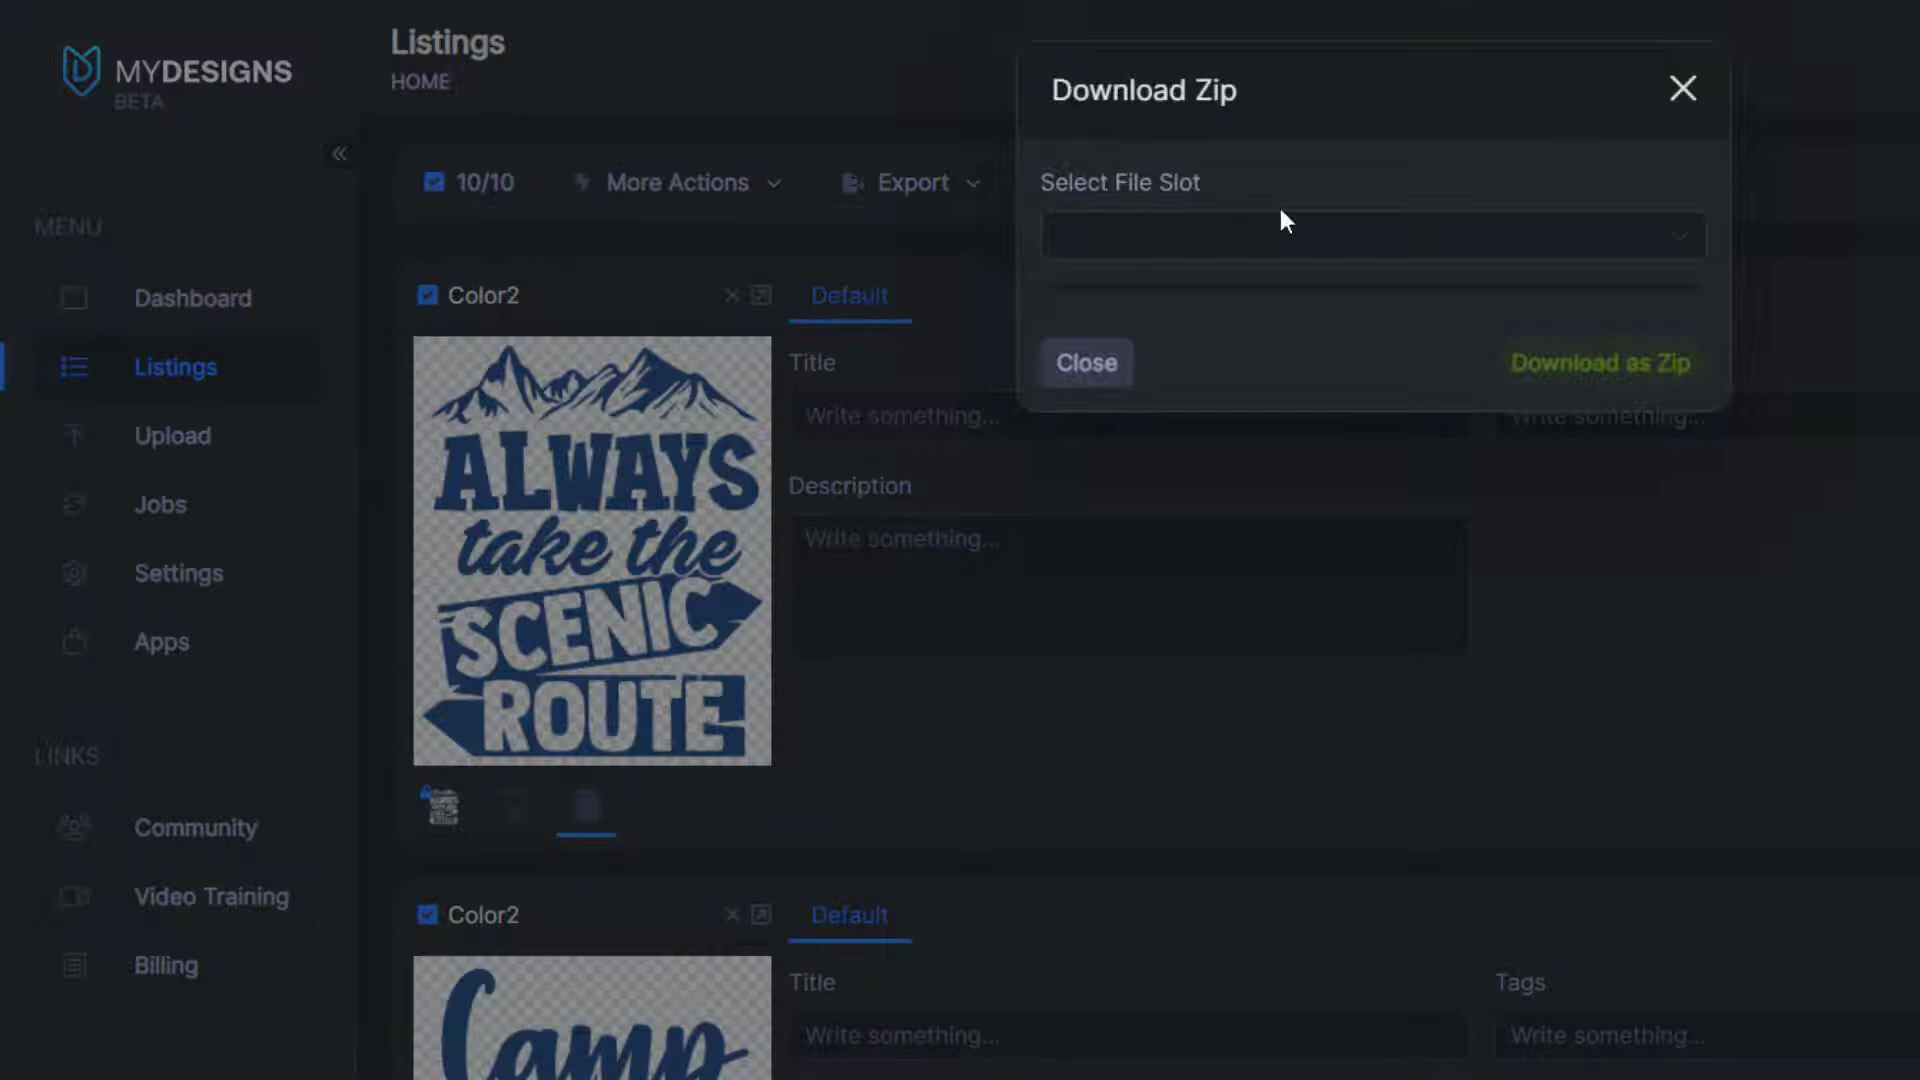 MYDESIGNS
BETA
Listings
HOME
Download Zip
Select File Slot
Close
Download as Zip
10/10
More Actions
Export
MENU
Dashboard
Listings
Upload
Jobs
Settings
Apps
LINKS
Community
Video Training
Billing
Color2
Default
ALWAYS
take the
SCENIC
ROUTE
Title
Write something...
Write something...
Description
Write something...
Color2
Default
Camp
Title
Write something...
Tags
Write something...